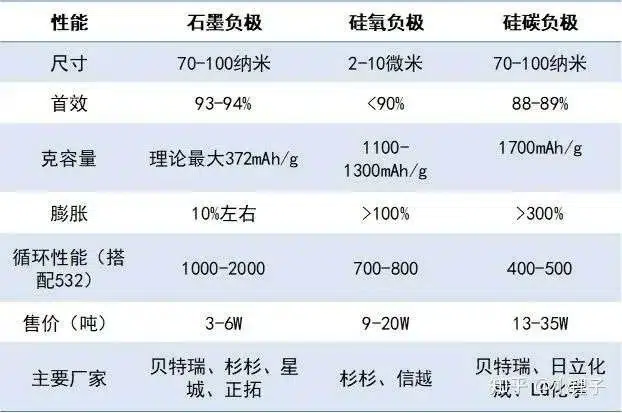 性能 石墨负极 硅氧负极 硅碳负极
尺寸 70-100纳米 2-10微米 70-100纳米
首效 93-94% <90% 88-89%
克容量 理论最大372mAh/g 1100-1300mAh/g 1700mAh/g
膨胀 10%左右 >100% >300%
循环性能（搭配532） 1000-2000 700-800 400-500
售价（吨） 3-6W 9-20W 13-35W
主要厂家 贝特瑞、杉杉、星城、正拓 杉杉、信越 贝特瑞、日立化成、LG化学
知乎